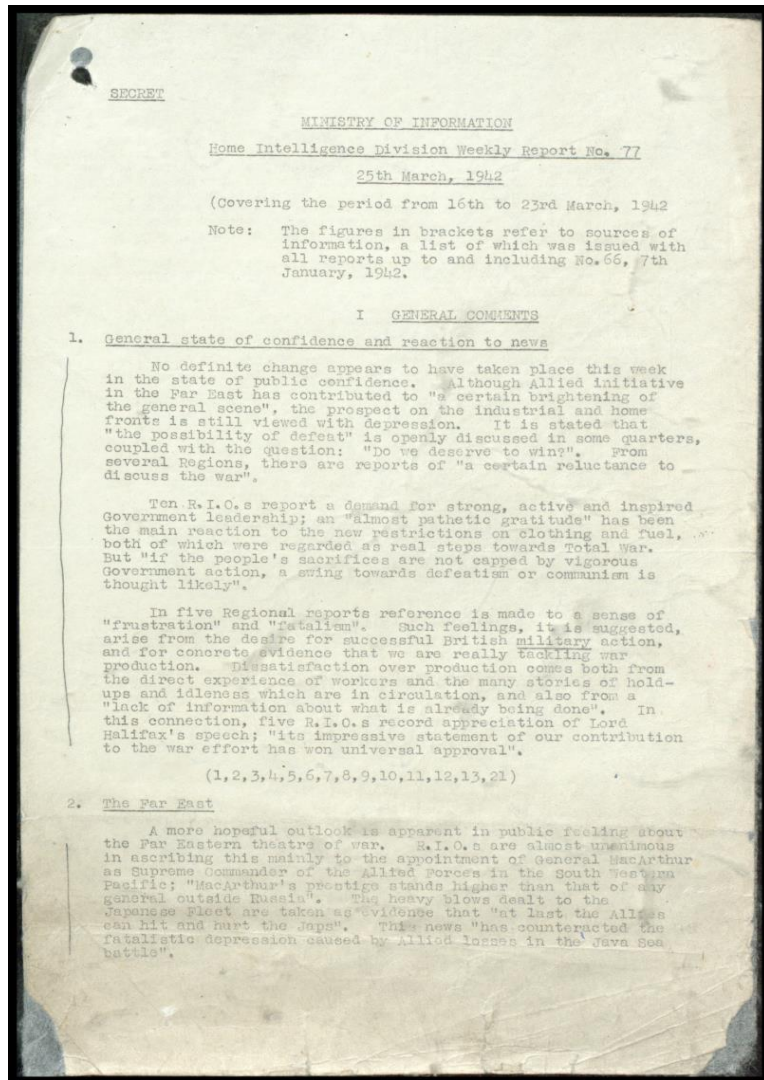 SECRET
MINISTRY OF INFORMATION
Home Intelligence Division Weekly Report No. 77
25th March, 1942
(Covering the period from 16th to 23rd March, 1942
Note: The figures in brackets refer to sources of
information, a list of which was issued with
all reports up to and including No.66, 7th
January, 1942.
I GENERAL COMMENTS
1. General state of confidence and reaction to news
No definite change appears to have taken place this week
in the state of public confidence. Although Allied initiative
in the Far East has contributed to "a certain brightening of
the general scene", the prospect on the industrial and home
fronts is still viewed with depression. It is stated that
"the possibility of defeat" is openly discussed in some quarters,
coupled with the question: "Do we deserve to win?". From
several Regions, there are reports of "a certain reluctance to
discuss the war".
Ten R.I.O.s report a demand for strong, active and inspired
Government leadership; an "almost pathetic gratitude" has been
the main reaction to the new restrictions on clothing and fuel,
both of which were regarded as real steps towards Total War.
But "if the people's sacrifices are not capped by vigorous
Government action, a swing towards defeatism or communism is
thought likely".
In five Regional reports reference is made to a sense of
"frustration" and "fatalism". Such feelings, it is suggested,
arise from the desire for successful British military action,
and for concrete evidence that we are really tackling war
production. Dissatisfaction over production comes both from
the direct experience of workers and the many stories of hold-
ups and idleness which are in circulation, and also from a
"lack of information about what is already being done". In
this connection, five R.I.O.s record appreciation of Lord
Halifax's speech; "its impressive statement of our contribution
to the war effort has won universal approval".
(1,2,3,4,5,6,7,8,9,10,11,12,13,21)
2. The Far East
A more hopeful outlook is apparent in public feeling about
the Far Eastern theatre of war. R.I.O.s are almost unanimous
in ascribing this mainly to the appointment of General MacArthur
as Supreme Commander of the Allied Forces in the South Western
Pacific; "MacArthur's prestige stands higher than that of any
general outside Russia". The heavy blows dealt to the
Japanese Fleet are taken as evidence that "at last the Allies
can hit and hurt the Japs". This news "has counteracted the
fatalistic depression caused by Allied losses in the Java Sea
battle".